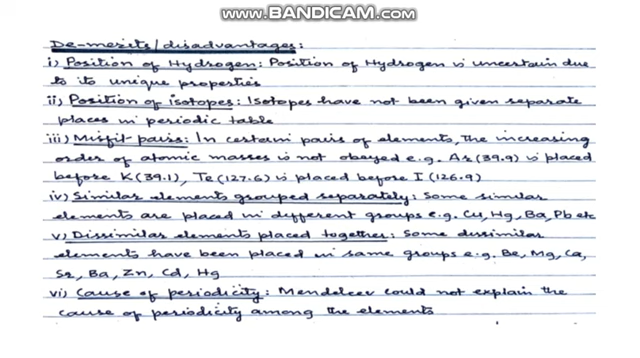 WWW.BANDICAM.COM
De-merits/disadvantages:
i) Position of Hydrogen: Position of Hydrogen is uncertain due
to its unique properties
ii) Position of isotopes: Isotopes have not been given separate
places in periodic table
iii) Misfit pairs: In certain pairs of elements, the increasing
order of atomic masses is not obeyed e.g. Ar (39.9) is placed
before K (39.1), Te (127.6) is placed before I (126.9)
iv) Similar elements grouped separately: Some similar
elements are placed in different groups e.g. Cu, Hg, Ba, Pb etc
v) Dissimilar elements placed together: Some dissimilar
elements have been placed in same groups e.g. Be, Mg, Ca,
Sr, Ba, Zn, Cd, Hg
vi) Cause of periodicity: Mendeleev could not explain the
cause of periodicity among the elements